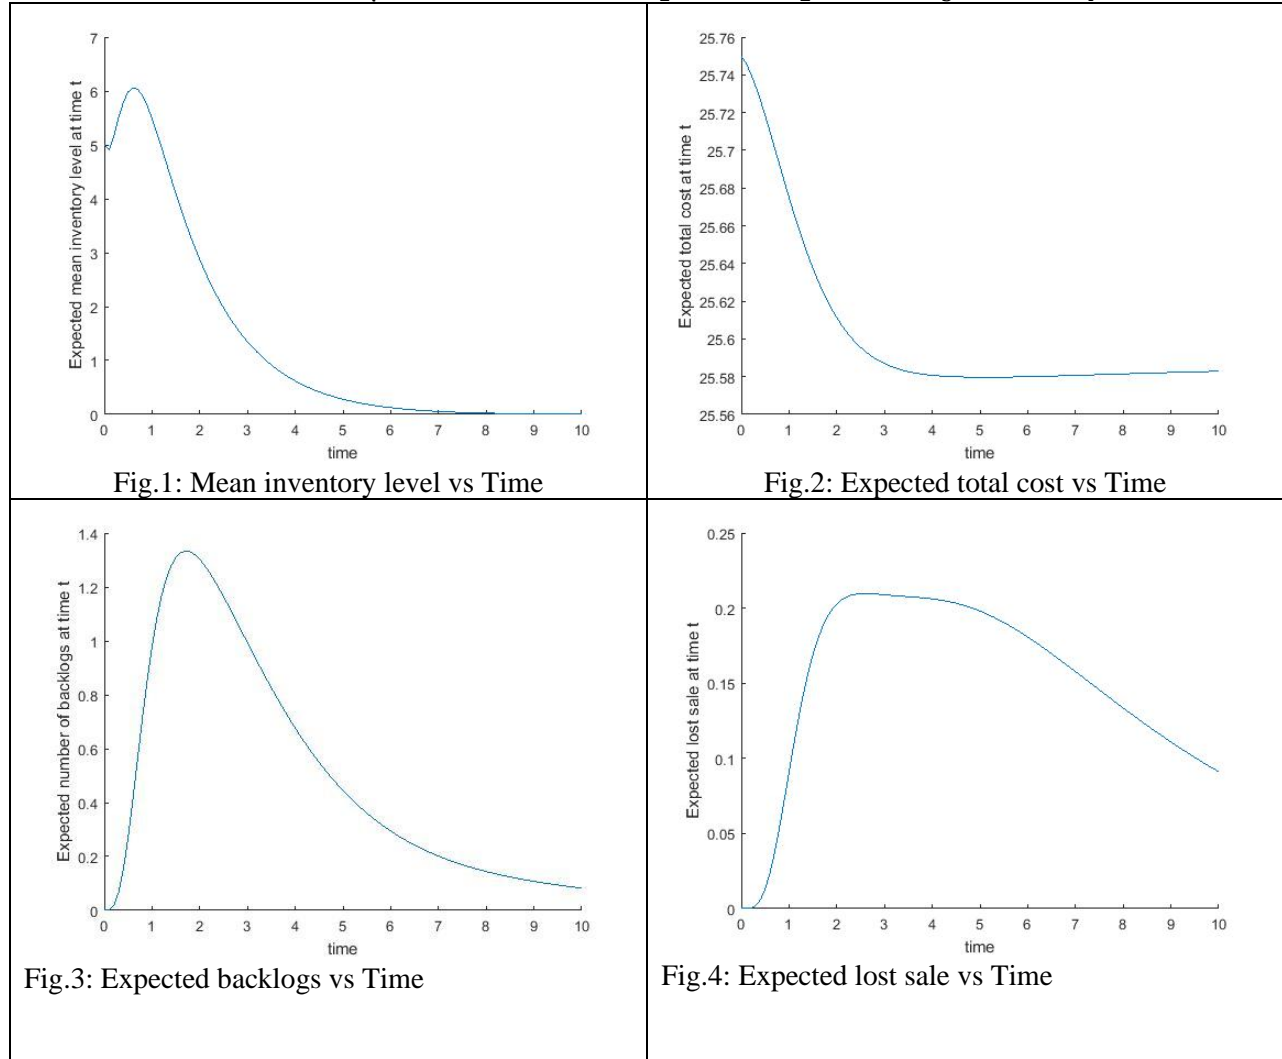 7
6
5
4
3
2
1
0
Expected mean inventory level at time t
0 1 2 3 4 5 6 7 8 9 10
time
Fig.1: Mean inventory level vs Time
25.76
25.74
25.72
25.7
25.68
25.66
25.64
25.62
25.6
25.58
25.56
Expected total cost at time t
0 1 2 3 4 5 6 7 8 9 10
time
Fig.2: Expected total cost vs Time
1.4
1.2
1
0.8
0.6
0.4
0.2
0
Expected number of backlogs at time t
0 1 2 3 4 5 6 7 8 9 10
time
Fig.3: Expected backlogs vs Time
0.25
0.2
0.15
0.1
0.05
0
Expected lost sale at time t
0 1 2 3 4 5 6 7 8 9 10
time
Fig.4: Expected lost sale vs Time